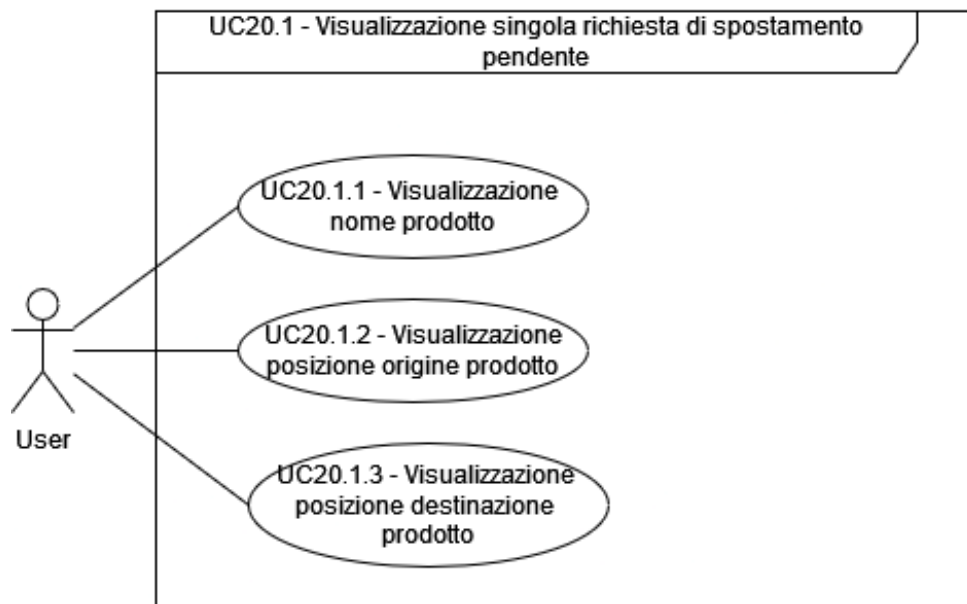 UC20.1 - Visualizzazione singola richiesta di spostamento
pendente
UC20.1.1 - Visualizzazione
nome prodotto
UC20.1.2 - Visualizzazione
posizione origine prodotto
User
UC20.1.3 - Visualizzazione
posizione destinazione
prodotto